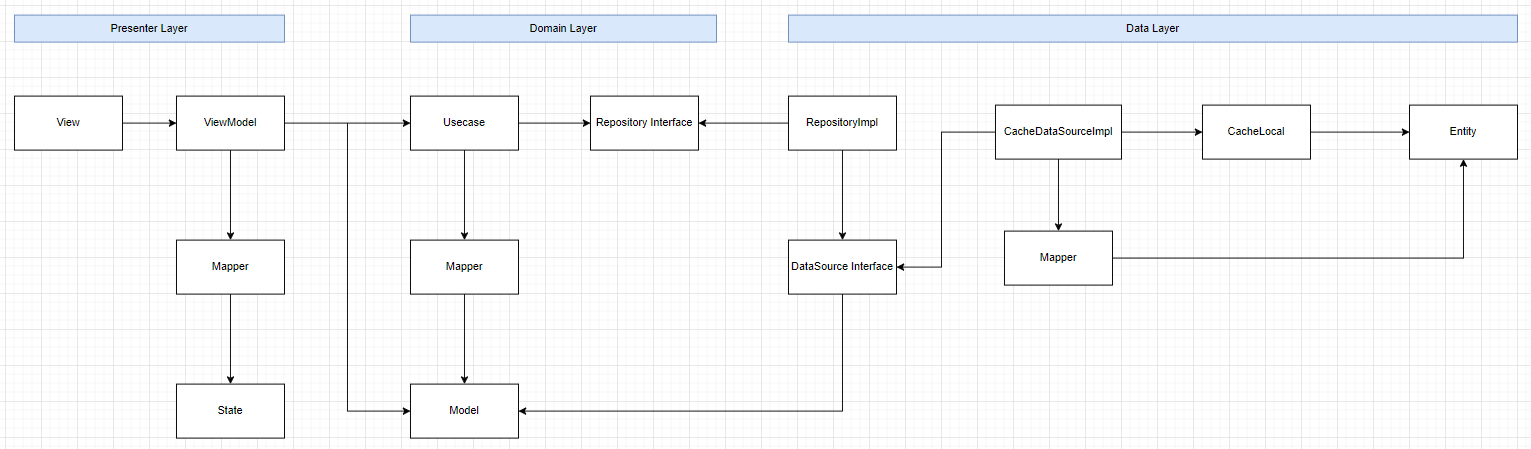 Presenter Layer
Domain Layer
Data Layer
View
ViewModel
Usecase
Repository Interface
RepositoryImpl
CacheDataSourceImpl
CacheLocal
Entity
Mapper
Mapper
DataSource Interface
Mapper
State
Model